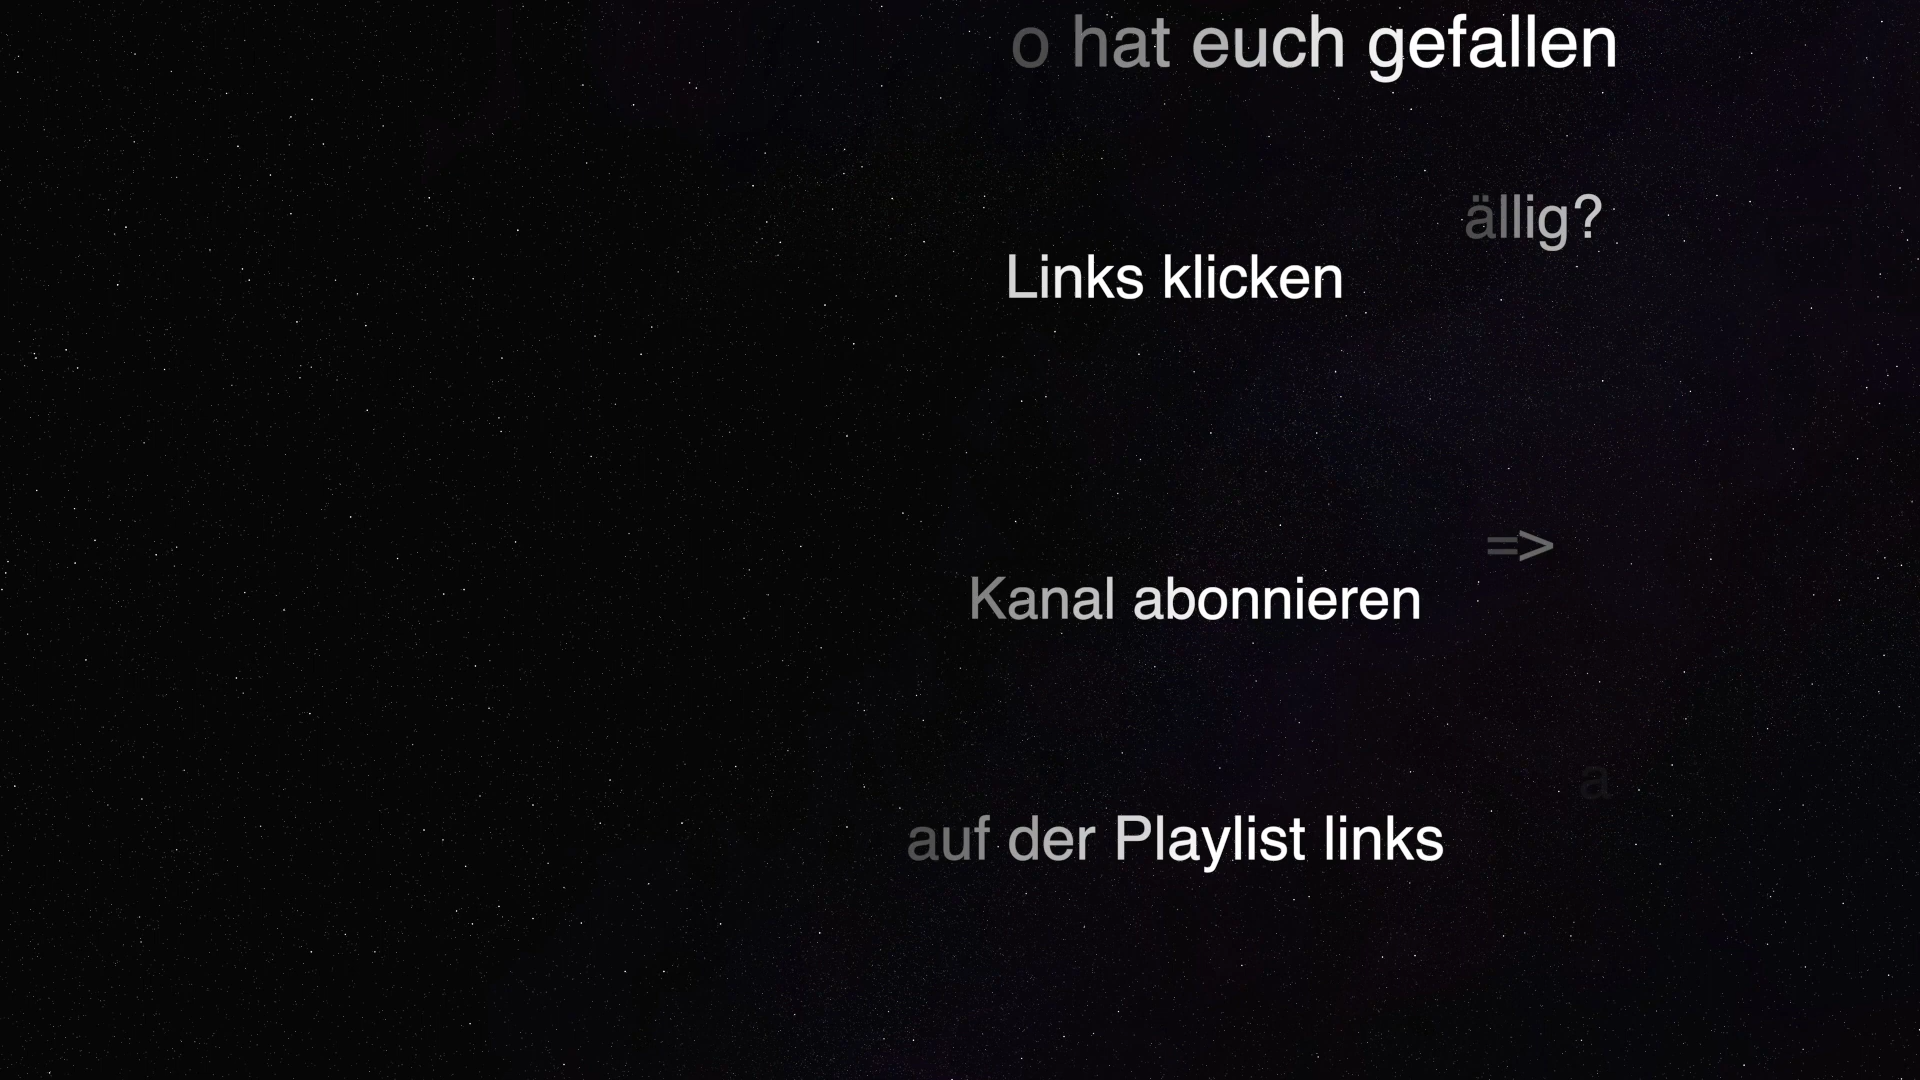 o hat euch gefallen
ällig?
Links klicken
=>
Kanal abonnieren
a
auf der Playlist links